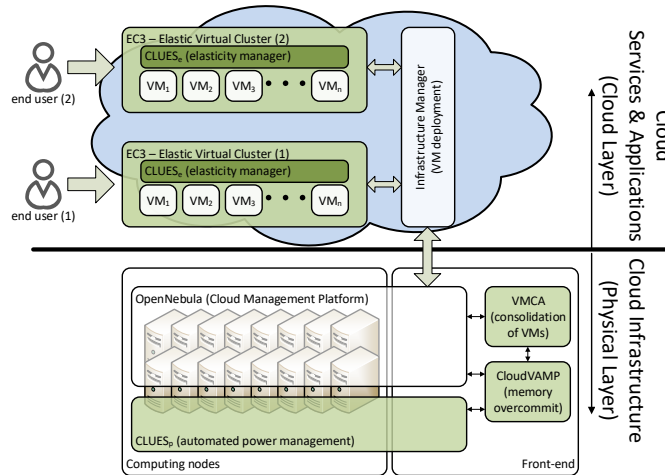 EC3 – Elastic Virtual Cluster (2)
CLUESe (elasticity manager)
VM1 VM2 VM3 • • • VMn
end user (2)
EC3 – Elastic Virtual Cluster (1)
CLUESe (elasticity manager)
VM1 VM2 VM3 • • • VMn
end user (1)
Infrastructure Manager
(VM deployment)
Cloud
Services & Applications
(Cloud Layer)
OpenNebula (Cloud Management Platform)
VMCA
(consolidation
of VMs)
CloudVAMP
(memory
overcommit)
CLUESp (automated power management)
Computing nodes
Front-end
Cloud Infrastructure
(Physical Layer)